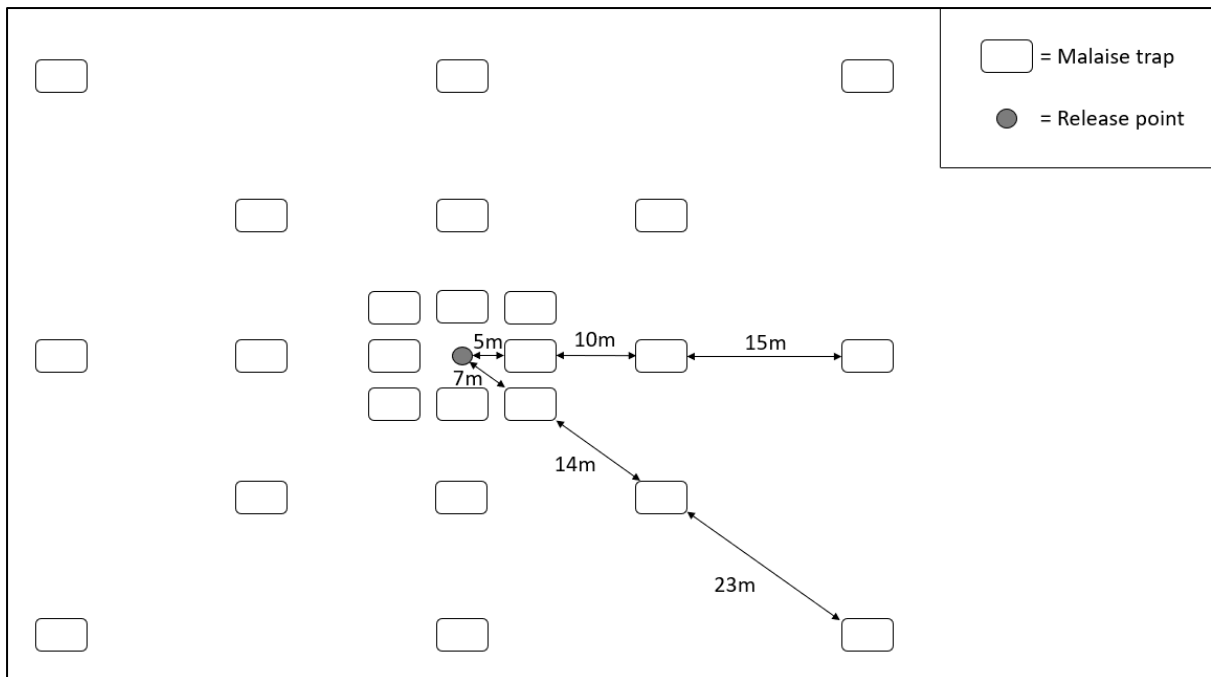 = Malaise trap
= Release point
5m
10m
15m
7m
14m
23m